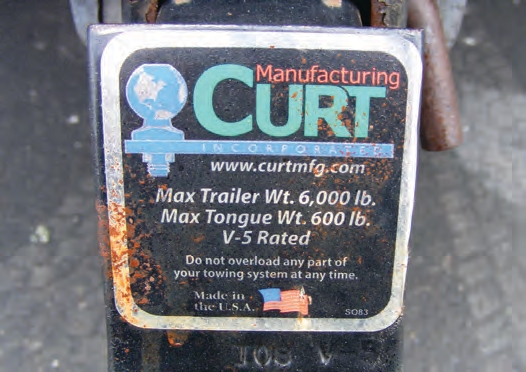 Manufacturing
CURT
INCORPORATED
www.curtmfg.com
Max Trailer Wt. 6,000 lb.
Max Tongue Wt. 600 lb.
V-5 Rated
Do not overload any part of
your towing system at any time.
Made in
the U.S.A.
SO83